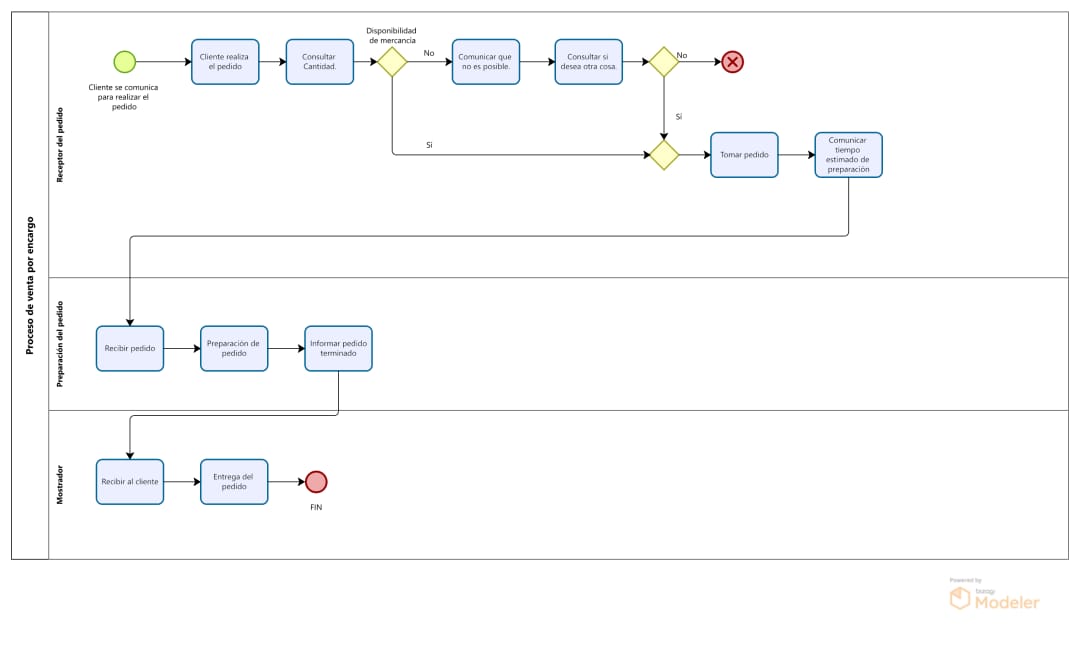 Proceso de venta por encargo
Receptor del pedido
Cliente se comunica
para realizar el
pedido
Cliente realiza
el pedido
Consultar
Cantidad.
Disponibilidad
de mercancía
No
Comunicar que
no es posible.
Consultar si
desea otra cosa.
No
Sí
Si
Tomar pedido
Comunicar
tiempo
estimado de
preparación
Preparación del pedido
Recibir pedido
Preparación de
pedido
Informar pedido
terminado
Mostrador
Recibir al cliente
Entrega del
pedido
FIN
Powered by
bizagi
Modeler